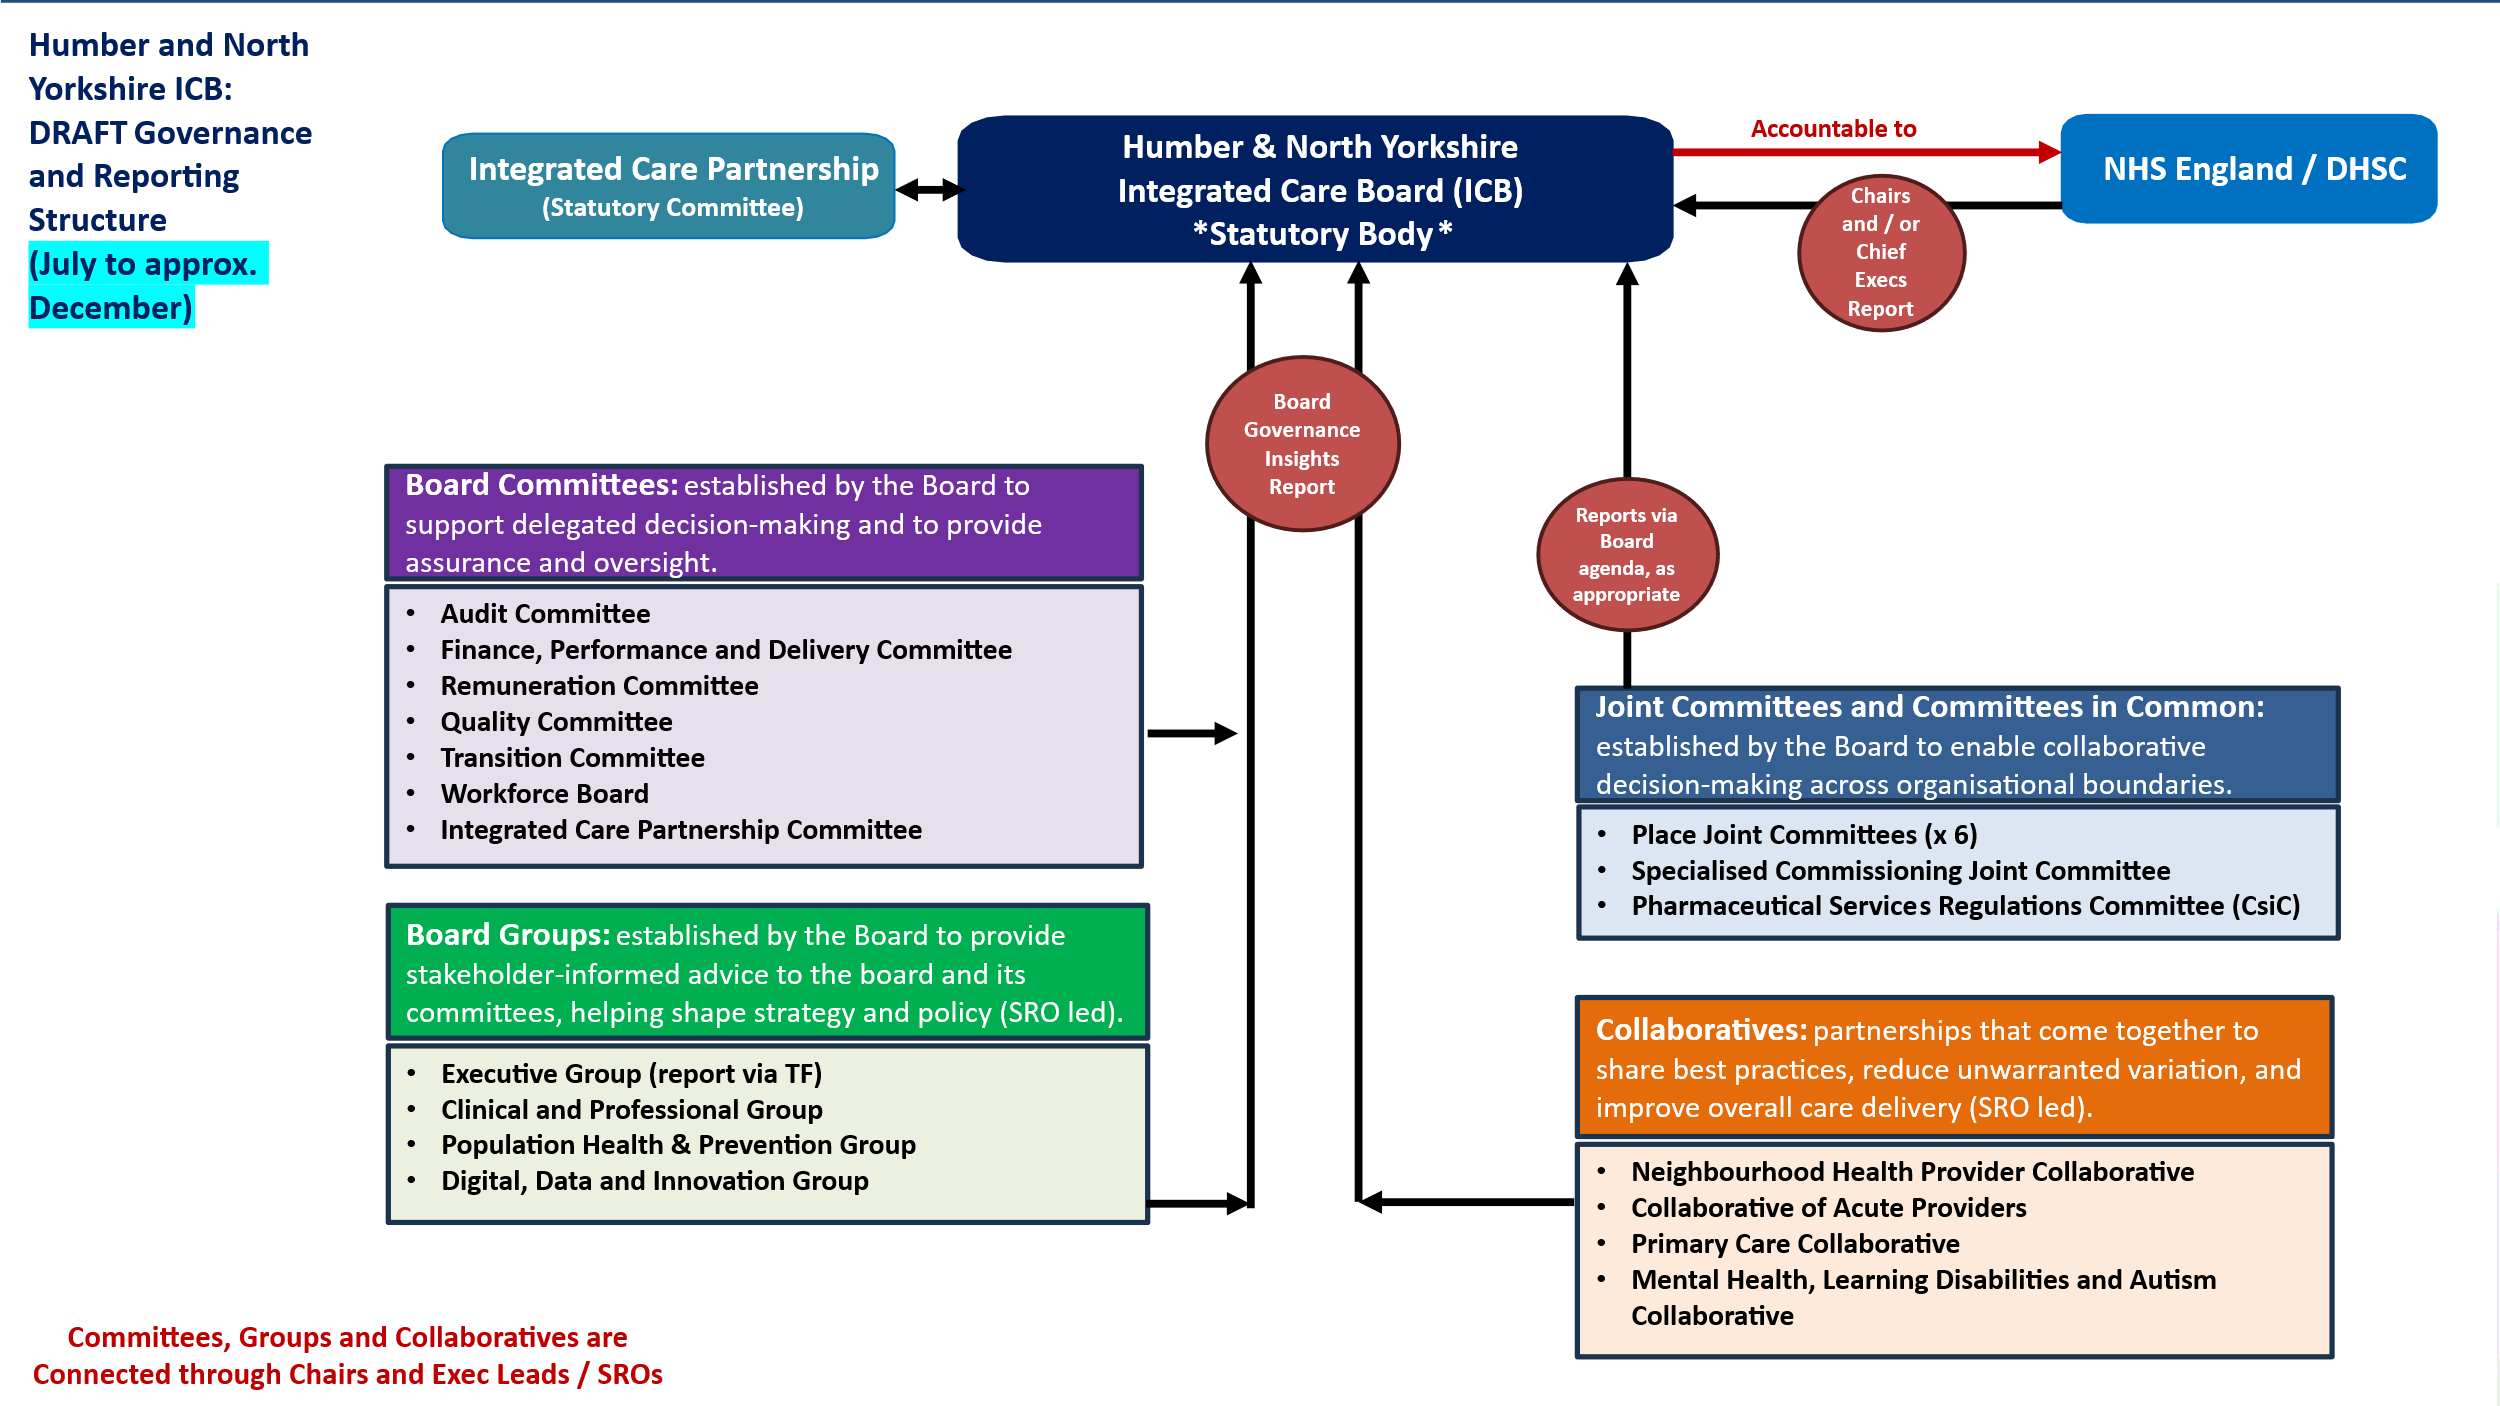 Humber and North
Yorkshire ICB:
DRAFT Governance
and Reporting
Structure
(July to approx.
December)
Integrated Care Partnership
(Statutory Committee)
Humber & North Yorkshire
Integrated Care Board (ICB)
*Statutory Body*
Accountable to
NHS England / DHSC
Chairs
and / or
Chief
Execs
Report
Board
Governance
Insights
Report
Reports via
Board
agenda, as
appropriate
Board Committees: established by the Board to
support delegated decision-making and to provide
assurance and oversight.
• Audit Committee
• Finance, Performance and Delivery Committee
• Remuneration Committee
• Quality Committee
• Transition Committee
• Workforce Board
• Integrated Care Partnership Committee
Joint Committees and Committees in Common:
established by the Board to enable collaborative
decision-making across organisational boundaries.
• Place Joint Committees (x 6)
• Specialised Commissioning Joint Committee
• Pharmaceutical Services Regulations Committee (CsiC)
Board Groups: established by the Board to provide
stakeholder-informed advice to the board and its
committees, helping shape strategy and policy (SRO led).
• Executive Group (report via TF)
• Clinical and Professional Group
• Population Health & Prevention Group
• Digital, Data and Innovation Group
Collaboratives: partnerships that come together to
share best practices, reduce unwarranted variation, and
improve overall care delivery (SRO led).
• Neighbourhood Health Provider Collaborative
• Collaborative of Acute Providers
• Primary Care Collaborative
• Mental Health, Learning Disabilities and Autism
Collaborative
Committees, Groups and Collaboratives are
Connected through Chairs and Exec Leads / SROs